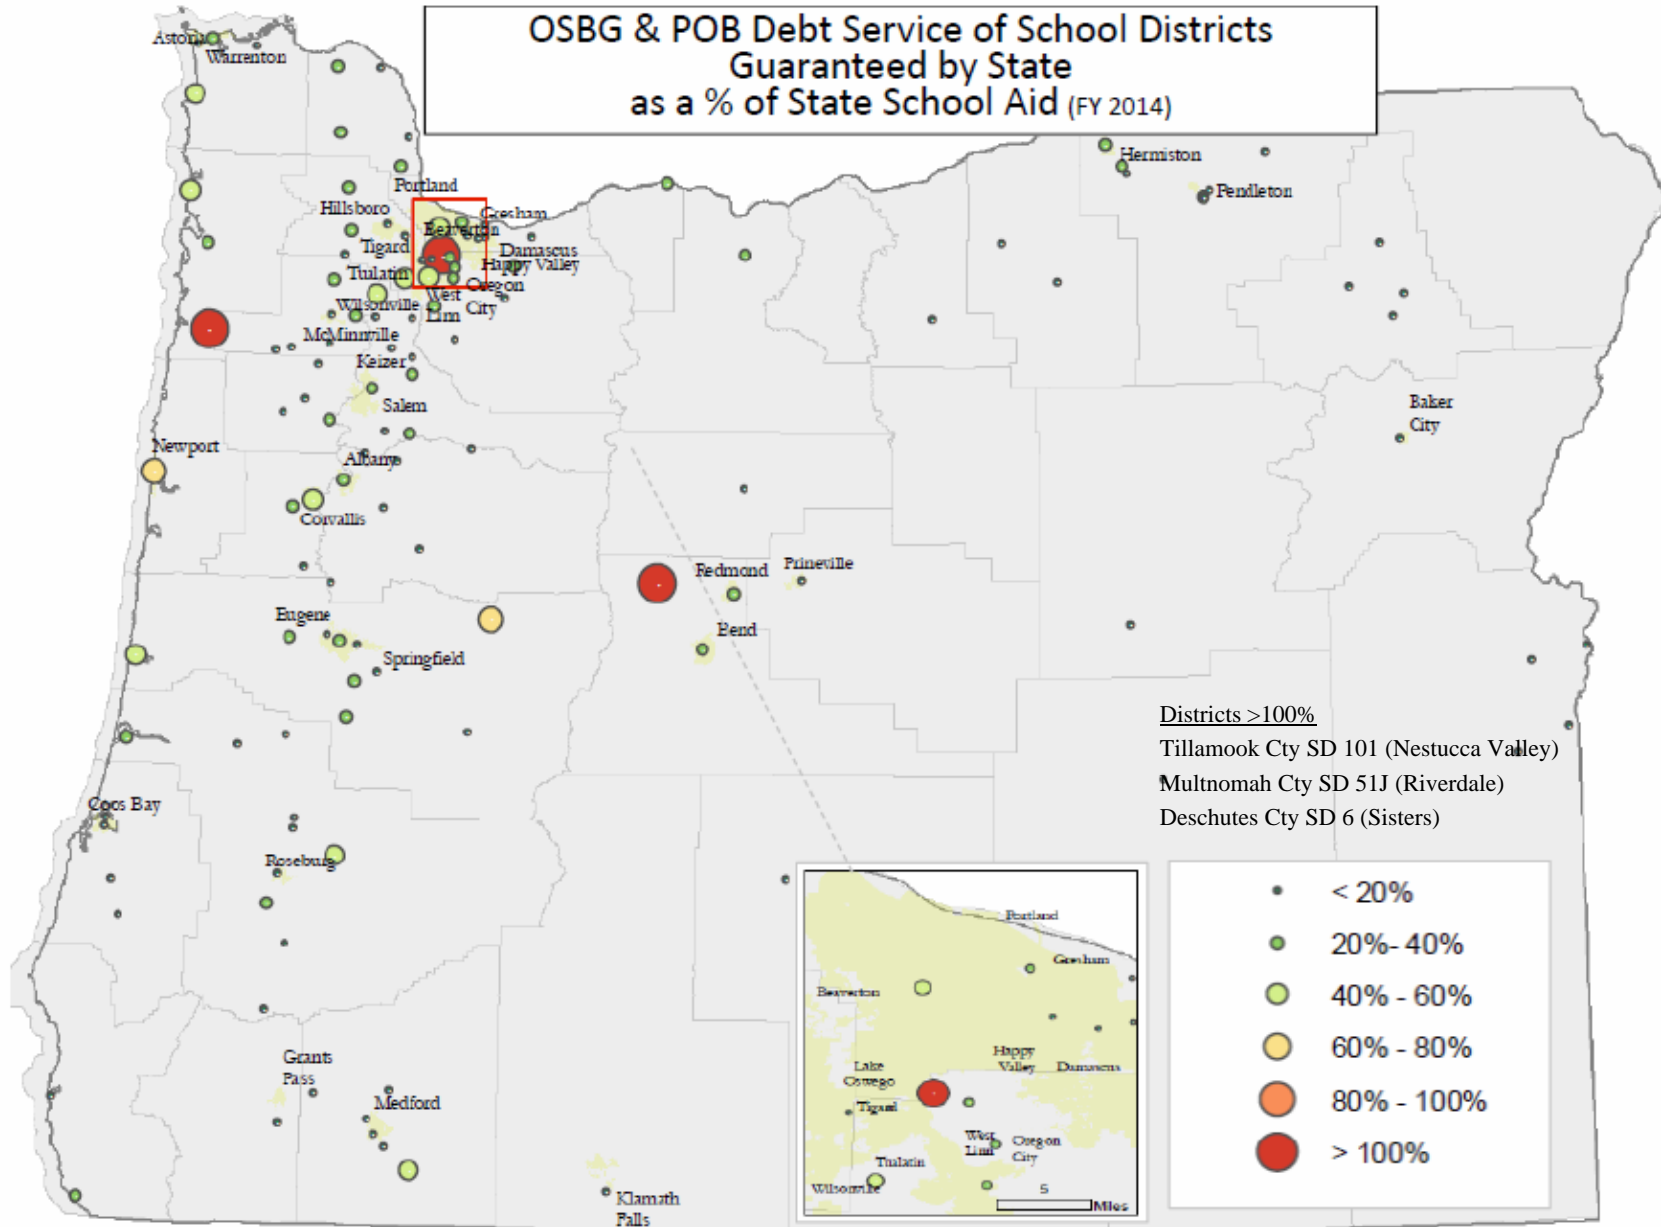 OSBG & POB Debt Service of School Districts
Guaranteed by State
as a % of State School Aid (FY 2014)
Astoria
Warrenton
Hermiston
Pendleton
Portland
Hillsboro
Gresham
Beaverton
Tigard
Damascus
Happy Valley
Tualatin
West
Linn
Oregon
City
Wilsonville
McMinnville
Keizer
Salem
Baker
City
Newport
Albany
Corvallis
Redmond
Prineville
Eugene
Bend
Springfield
Districts >100%
Tillamook Cty SD 101 (Nestucca Valley)
Multnomah Cty SD 51J (Riverdale)
Deschutes Cty SD 6 (Sisters)
Coos Bay
Roseburg
Grants
Pass
Medford
Klamath
Falls
Portland
Gresham
Beaverton
Happy
Valley
Damascus
Lake
Oswego
Tigard
West
Linn
Oregon
City
Tualatin
Wilsonville
5
Miles
< 20%
20%- 40%
40% - 60%
60% - 80%
80% - 100%
> 100%